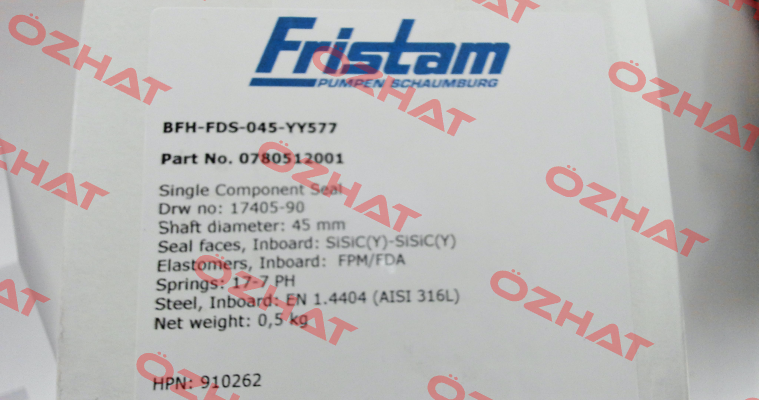 Fristam
PUMPEN SCHAUMBURG
BFH-FDS-045-YY577
Part No. 0780512001
Single Component Seal
Drw no: 17405-90
Shaft diameter: 45 mm
Seal faces, Inboard: SiSiC(Y)-SiSiC(Y)
Elastomers, Inboard: FPM/FDA
Springs: 17-7 PH
Steel, Inboard: EN 1.4404 (AISI 316L)
Net weight: 0,5 kg
HPN: 910262
ÖZHAT
ÖZHAT
ÖZHAT
ÖZHAT
ÖZHAT
ÖZHAT
ÖZHAT
ÖZHAT
ÖZHAT
ÖZHAT
ÖZHAT